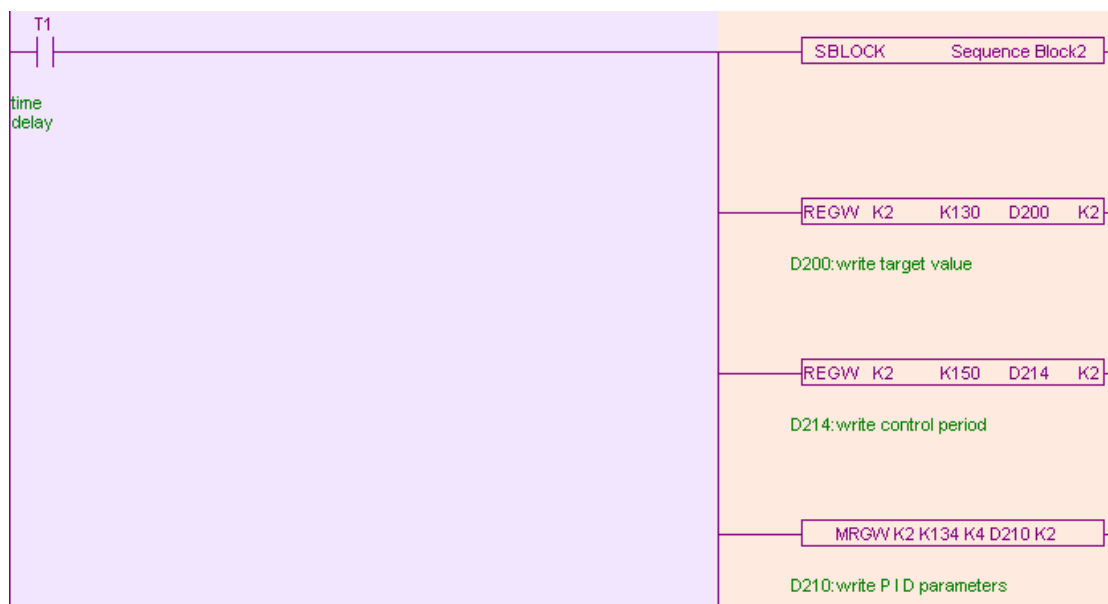 T1
SBLOCK Sequence Block2
time
delay
REGW K2 K130 D200 K2
D200:write target value
REGW K2 K150 D214 K2
D214:write control period
MRGW K2 K134 K4 D210 K2
D210:write P I D parameters